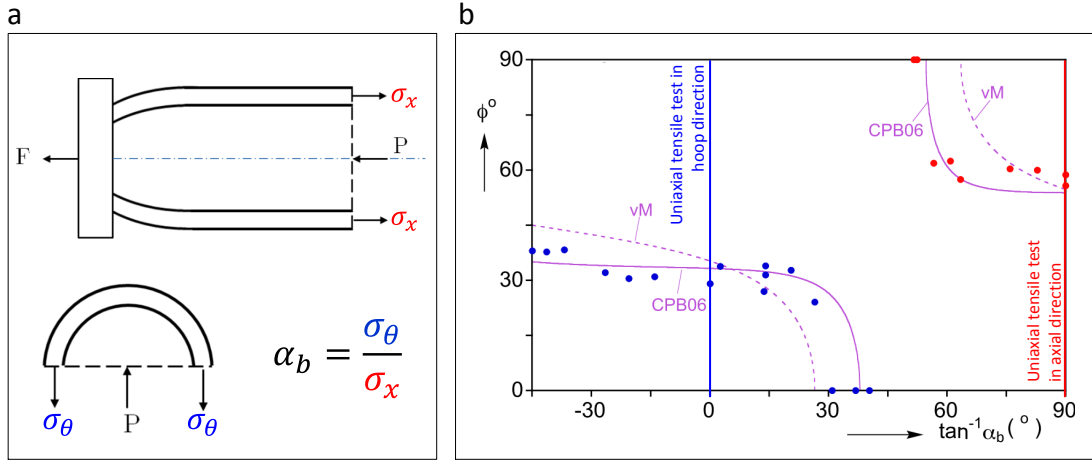 a
σx
F
P
σx
σθ
P
σθ
αb = σθ / σx
b
90
60
30
0
ϕ°
-30
0
30
60
90
tan⁻¹αb(°)
Uniaxial tensile test in
hoop direction
vM
CPB06
CPB06
vM
Uniaxial tensile test
in axial direction